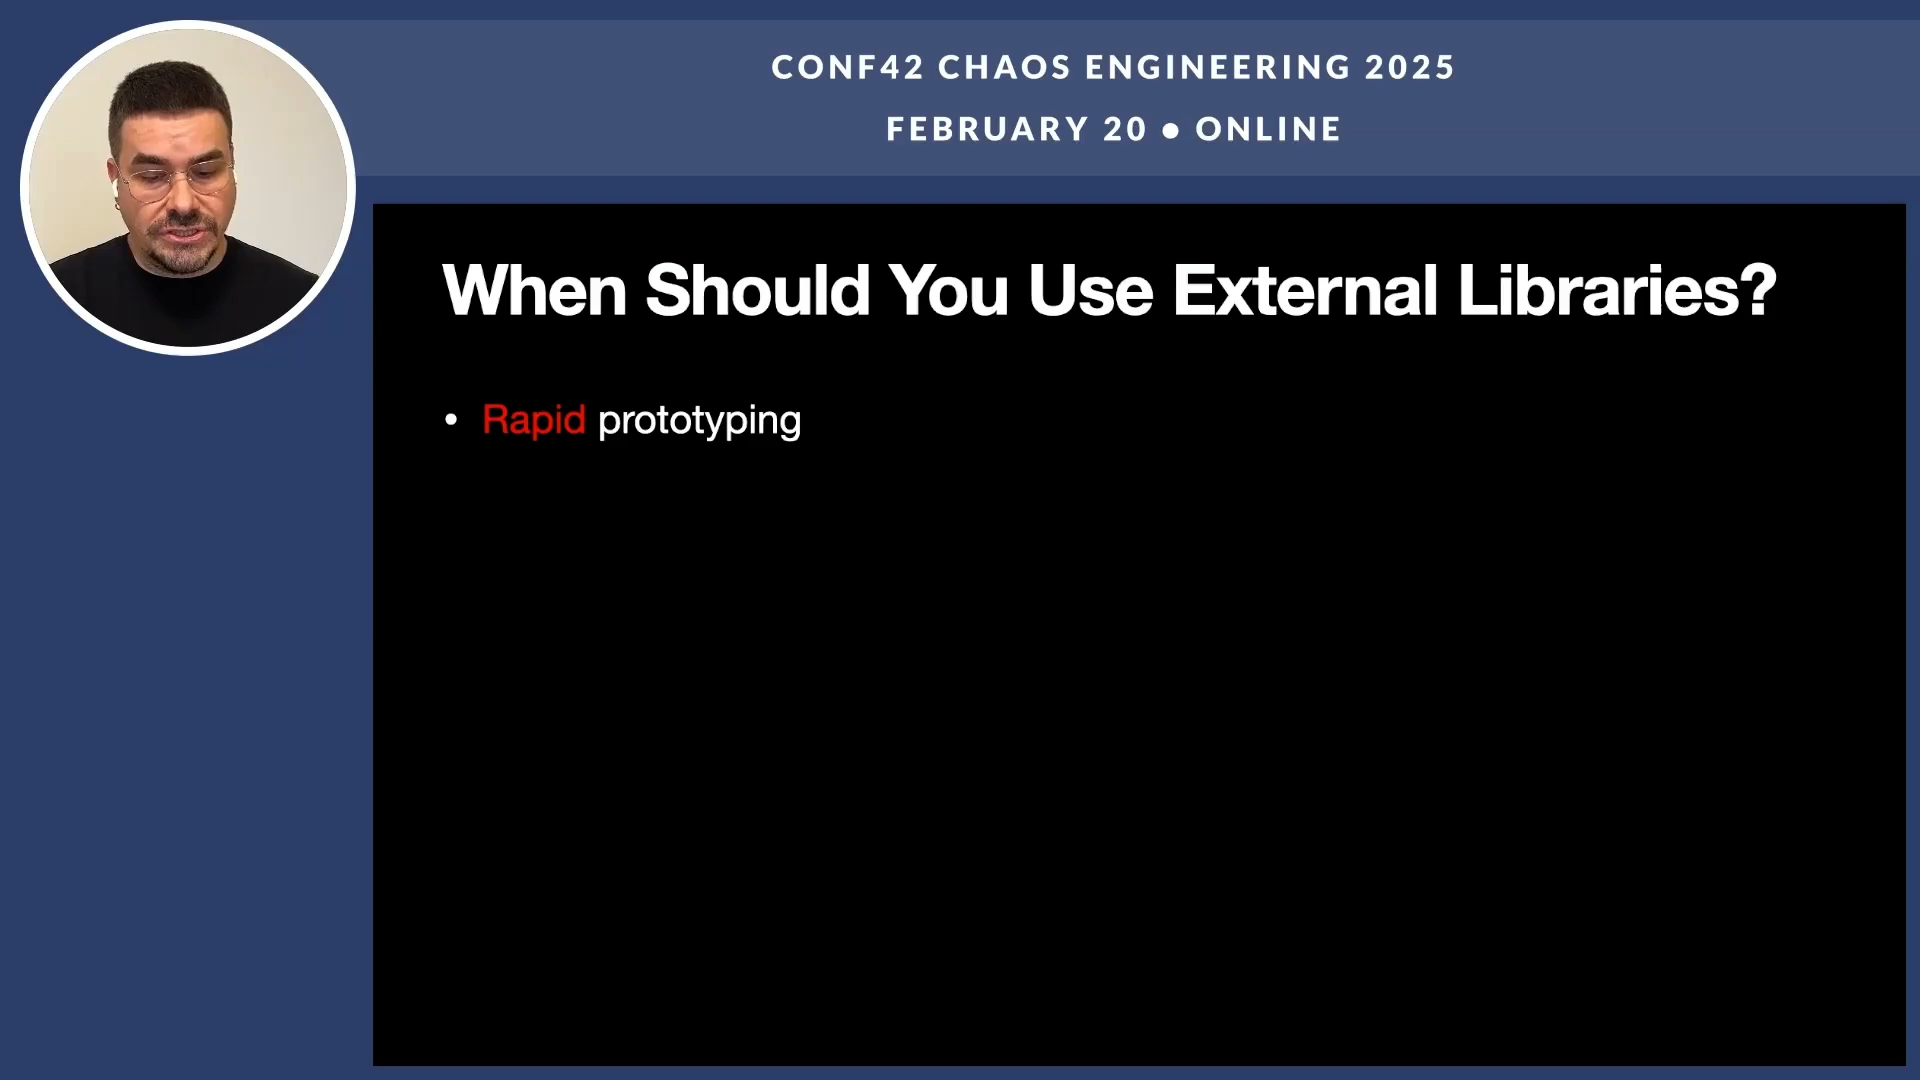 CONF42 CHAOS ENGINEERING 2025
FEBRUARY 20 ● ONLINE
When Should You Use External Libraries?
• Rapid prototyping